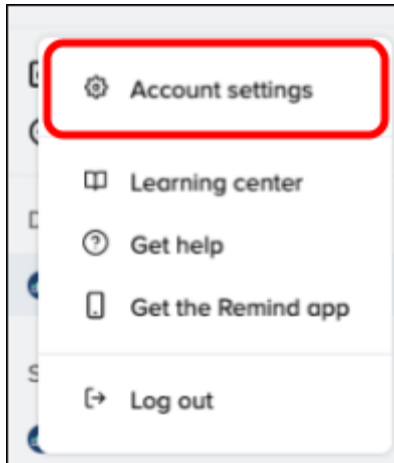 Account settings
Learning center
Get help
Get the Remind app
Log out